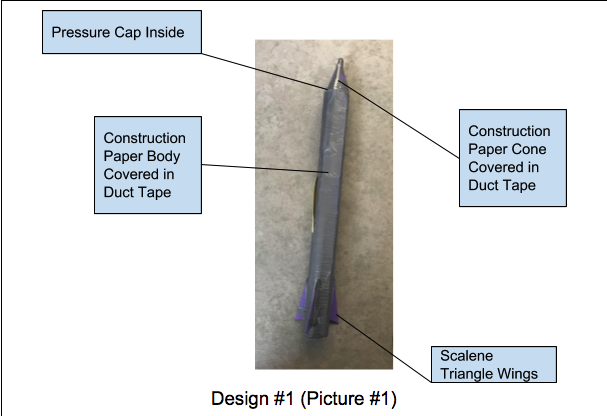 Pressure Cap Inside
Construction
Paper Body
Covered in
Duct Tape
Construction
Paper Cone
Covered in
Duct Tape
Scalene
Triangle Wings
Design #1 (Picture #1)